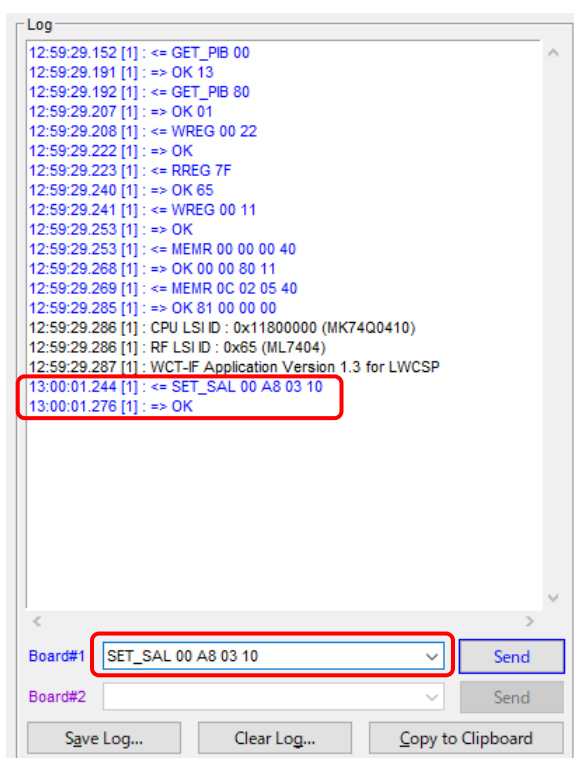 Log
12:59:29.152 [1] : <= GET_PIB 00
12:59:29.191 [1] : => OK 13
12:59:29.192 [1] : <= GET_PIB 80
12:59:29.207 [1] : => OK 01
12:59:29.208 [1] : <= WREG 00 22
12:59:29.222 [1] : => OK
12:59:29.223 [1] : <= RREG 7F
12:59:29.240 [1] : => OK 65
12:59:29.241 [1] : <= WREG 00 11
12:59:29.253 [1] : => OK
12:59:29.253 [1] : <= MEMR 00 00 00 40
12:59:29.268 [1] : => OK 00 00 80 11
12:59:29.269 [1] : <= MEMR 0C 02 05 40
12:59:29.285 [1] : => OK 81 00 00 00
12:59:29.286 [1] : CPU LSI ID : 0x11800000 (MK74Q0410)
12:59:29.286 [1] : RF LSI ID : 0x65 (ML7404)
12:59:29.287 [1] : WCT-IF Application Version 1.3 for LWCSP
13:00:01.244 [1] : <= SET_SAL 00 A8 03 10
13:00:01.276 [1] : => OK
Board#1 SET_SAL 00 A8 03 10 Send
Board#2 Send
Save Log... Clear Log... Copy to Clipboard